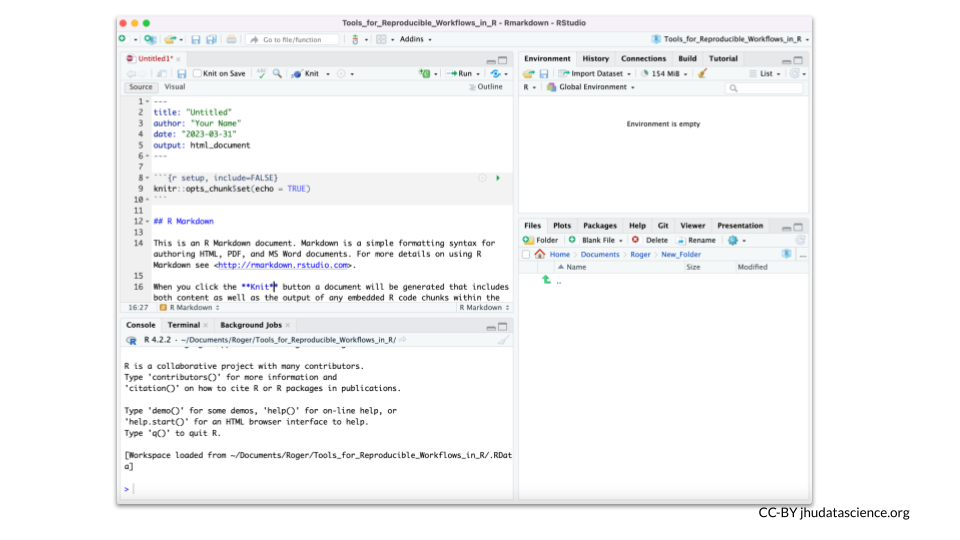 Tools_for_Reproducible_Workflows_in_R - Rmarkdown - RStudio
Go to file/function
Addins
Tools_for_Reproducible_Workflows_in_R
Untitled1*
Knit on Save
Knit
Run
Source
Visual
Outline
1 ---
2 title: "Untitled"
3 author: "Your Name"
4 date: "2023-03-31"
5 output: html_document
6 ---
7
8 ```{r setup, include=FALSE}
9 knitr::opts_chunk$set(echo = TRUE)
10 ```
11
12 ## R Markdown
13
14 This is an R Markdown document. Markdown is a simple formatting syntax for
authoring HTML, PDF, and MS Word documents. For more details on using R
Markdown see <http://rmarkdown.rstudio.com>.
15
16 When you click the **Knit** button a document will be generated that includes
both content as well as the output of any embedded R code chunks within the
16:27
R Markdown
R Markdown
Console
Terminal
Background Jobs
R 4.2.2 · ~/Documents/Roger/Tools_for_Reproducible_Workflows_in_R/
R is a collaborative project with many contributors.
Type 'contributors()' for more information and
'citation()' on how to cite R or R packages in publications.
Type 'demo()' for some demos, 'help()' for on-line help, or
'help.start()' for an HTML browser interface to help.
Type 'q()' to quit R.
[Workspace loaded from ~/Documents/Roger/Tools_for_Reproducible_Workflows_in_R/.RDat
a]
>
Environment
History
Connections
Build
Tutorial
Import Dataset
154 MiB
List
R
Global Environment
Environment is empty
Files
Plots
Packages
Help
Git
Viewer
Presentation
Folder
Blank File
Delete
Rename
Home
Documents
Roger
New_Folder
...
Name
Size
Modified
..
CC-BY jhudatascience.org